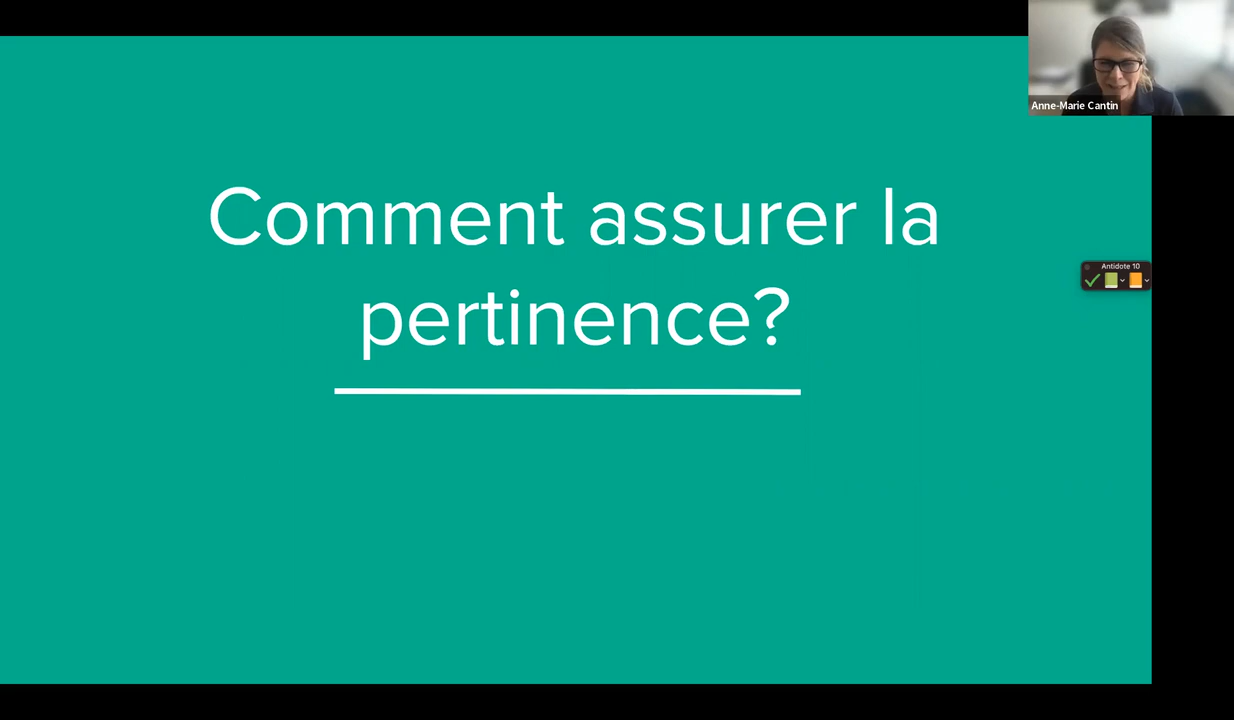 Anne-Marie Cantin
Comment assurer la
pertinence?
Antidote 10